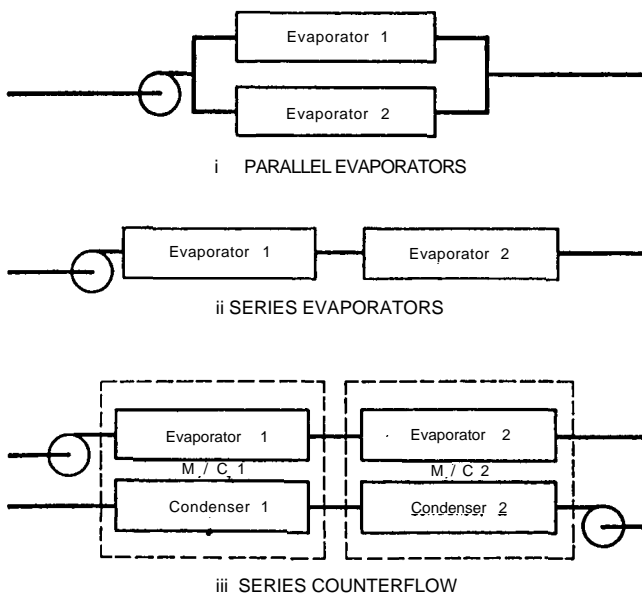 Evaporator 1
Evaporator 2
i PARALLEL EVAPORATORS
Evaporator 1 Evaporator 2
ii SERIES EVAPORATORS
Evaporator 1 Evaporator 2
M / C 1 M / C 2
Condenser 1 Condenser 2
iii SERIES COUNTERFLOW